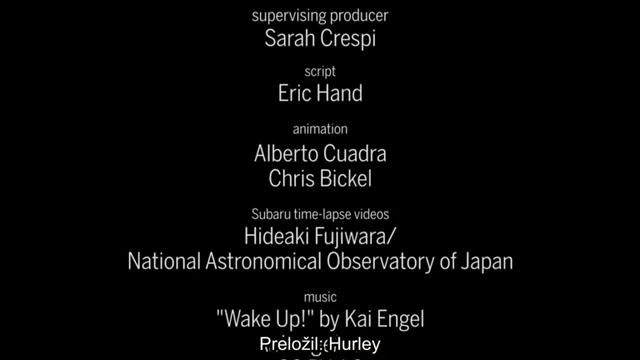 supervising producer
Sarah Crespi
script
Eric Hand
animation
Alberto Cuadra
Chris Bickel
Subaru time-lapse videos
Hideaki Fujiwara/
National Astronomical Observatory of Japan
music
"Wake Up!" by Kai Engel
Preložil: Hurley